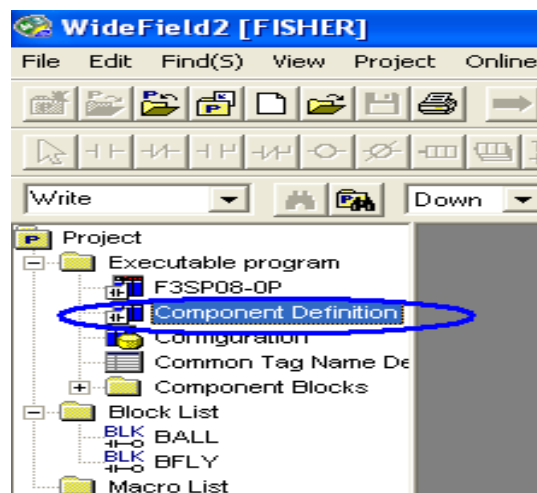 WideField2 [FISHER]
File Edit Find(S) View Project Online
Write Down
Project
Executable program
F3SP08-0P
Component Definition
Configuration
Common Tag Name De
Component Blocks
Block List
BLK BALL
BLK BFLY
Macro List